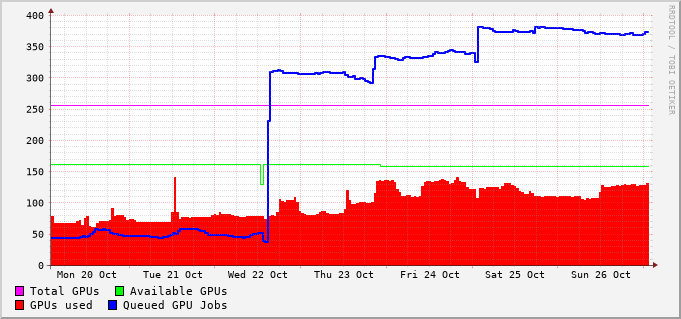 400
350
300
250
200
150
100
50
0
Mon 20 Oct Tue 21 Oct Wed 22 Oct Thu 23 Oct Fri 24 Oct Sat 25 Oct Sun 26 Oct
Total GPUs Available GPUs
GPUs used Queued GPU Jobs
RRDTOOL / TOBI OETIKER